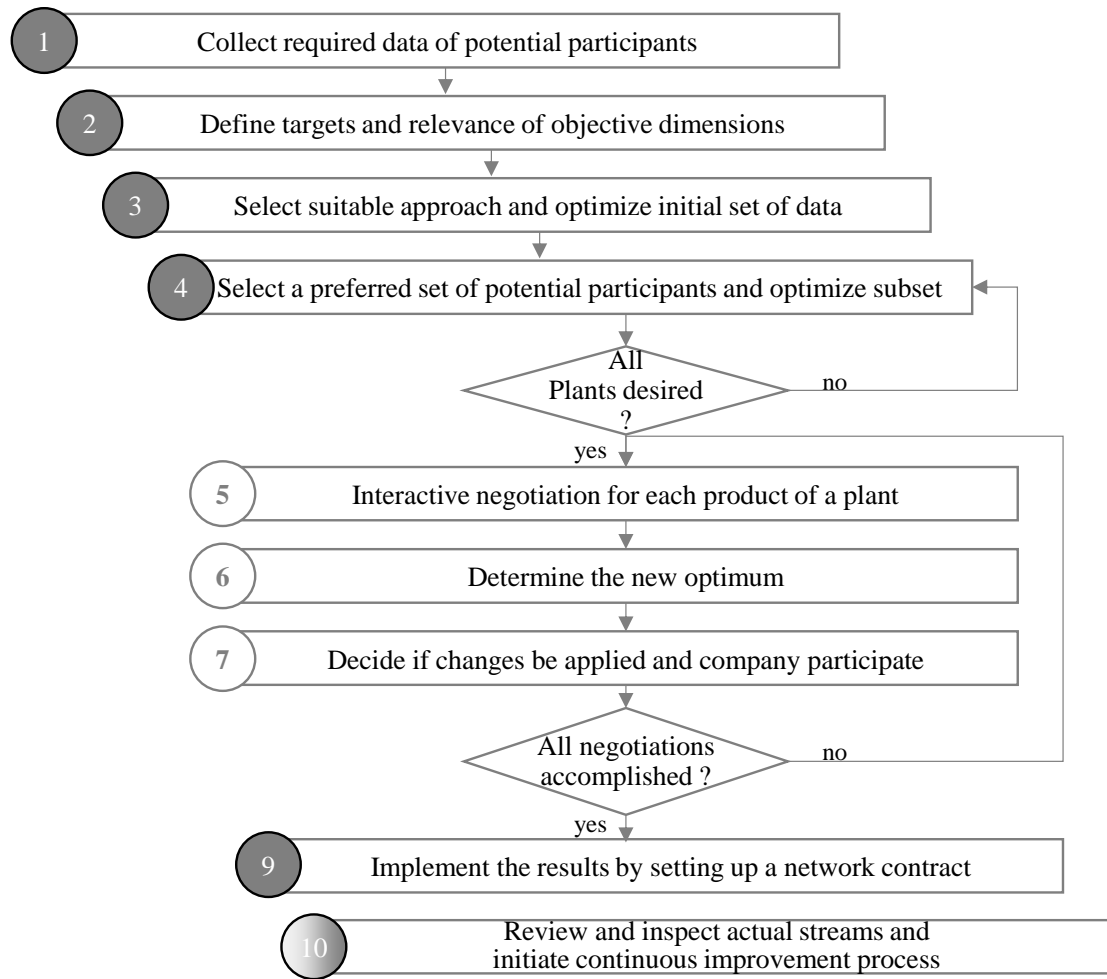 1
Collect required data of potential participants
2
Define targets and relevance of objective dimensions
3
Select suitable approach and optimize initial set of data
4
Select a preferred set of potential participants and optimize subset
All
Plants desired
?
no
yes
5
Interactive negotiation for each product of a plant
6
Determine the new optimum
7
Decide if changes be applied and company participate
All negotiations
accomplished ?
no
yes
9
Implement the results by setting up a network contract
10
Review and inspect actual streams and
initiate continuous improvement process